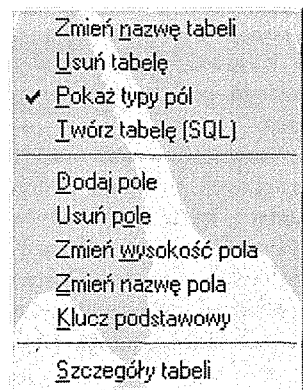 Zmień nazwę tabeli
Usuń tabelę
✔ Pokaż typy pól
Twórz tabelę (SQL)
Dodaj pole
Usuń pole
Zmień wysokość pola
Zmień nazwę pola
Klucz podstawowy
Szczegóły tabeli